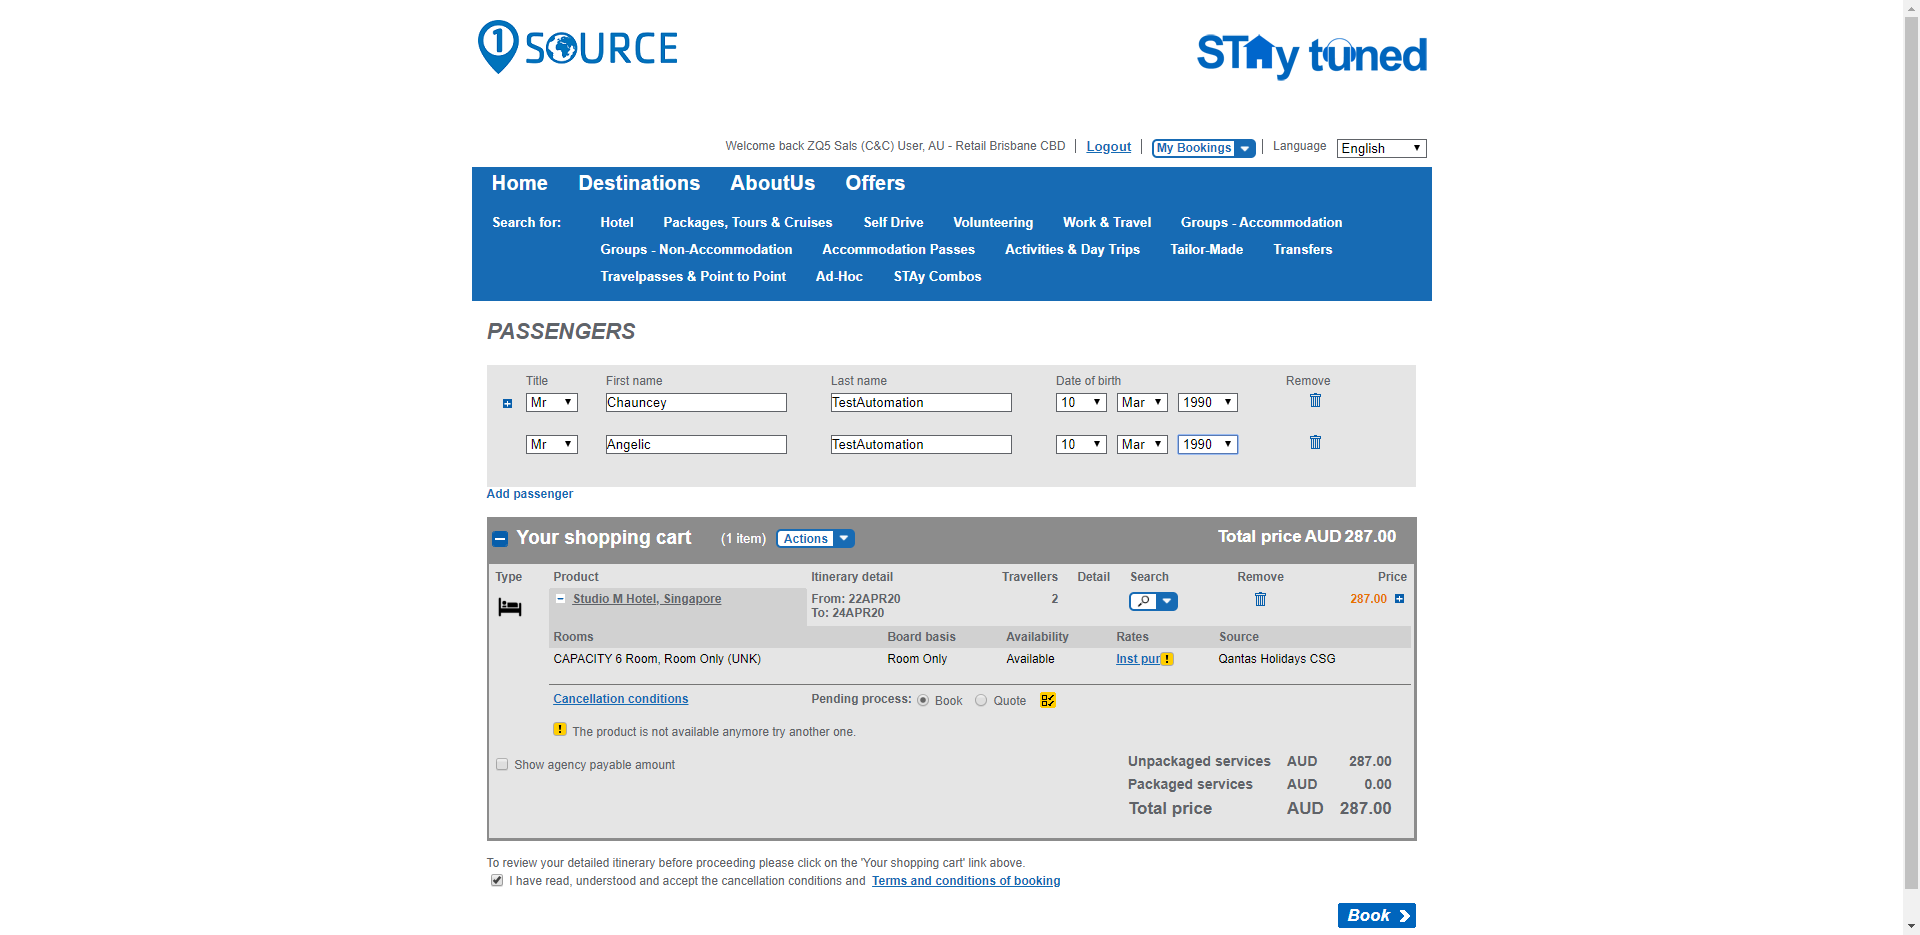 1 SOURCE
STAy tuned
Welcome back ZQ5 Sals (C&C) User, AU - Retail Brisbane CBD Logout My Bookings Language English
Home Destinations AboutUs Offers
Search for: Hotel Packages, Tours & Cruises Self Drive Volunteering Work & Travel Groups - Accommodation
Groups - Non-Accommodation Accommodation Passes Activities & Day Trips Tailor-Made Transfers
Travelpasses & Point to Point Ad-Hoc STAy Combos
PASSENGERS
Title First name Last name Date of birth Remove
Mr Chauncey TestAutomation 10 Mar 1990
Mr Angelic TestAutomation 10 Mar 1990
Add passenger
Your shopping cart (1 item) Actions Total price AUD 287.00
Type Product Itinerary detail Travellers Detail Search Remove Price
Studio M Hotel, Singapore From: 22APR20 2 287.00
To: 24APR20
Rooms Board basis Availability Rates Source
CAPACITY 6 Room, Room Only (UNK) Room Only Available Inst pur Qantas Holidays CSG
Cancellation conditions Pending process: Book Quote
The product is not available anymore try another one.
Show agency payable amount
Unpackaged services AUD 287.00
Packaged services AUD 0.00
Total price AUD 287.00
To review your detailed itinerary before proceeding please click on the 'Your shopping cart' link above.
I have read, understood and accept the cancellation conditions and Terms and conditions of booking
Book